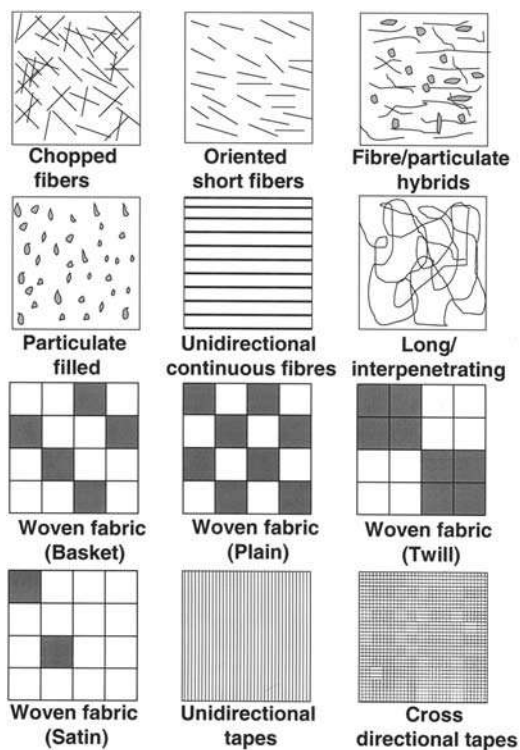 Chopped
fibers
Oriented
short fibers
Fibre/particulate
hybrids
Particulate
filled
Unidirectional
continuous fibres
Long/
interpenetrating
Woven fabric
(Basket)
Woven fabric
(Plain)
Woven fabric
(Twill)
Woven fabric
(Satin)
Unidirectional
tapes
Cross
directional tapes